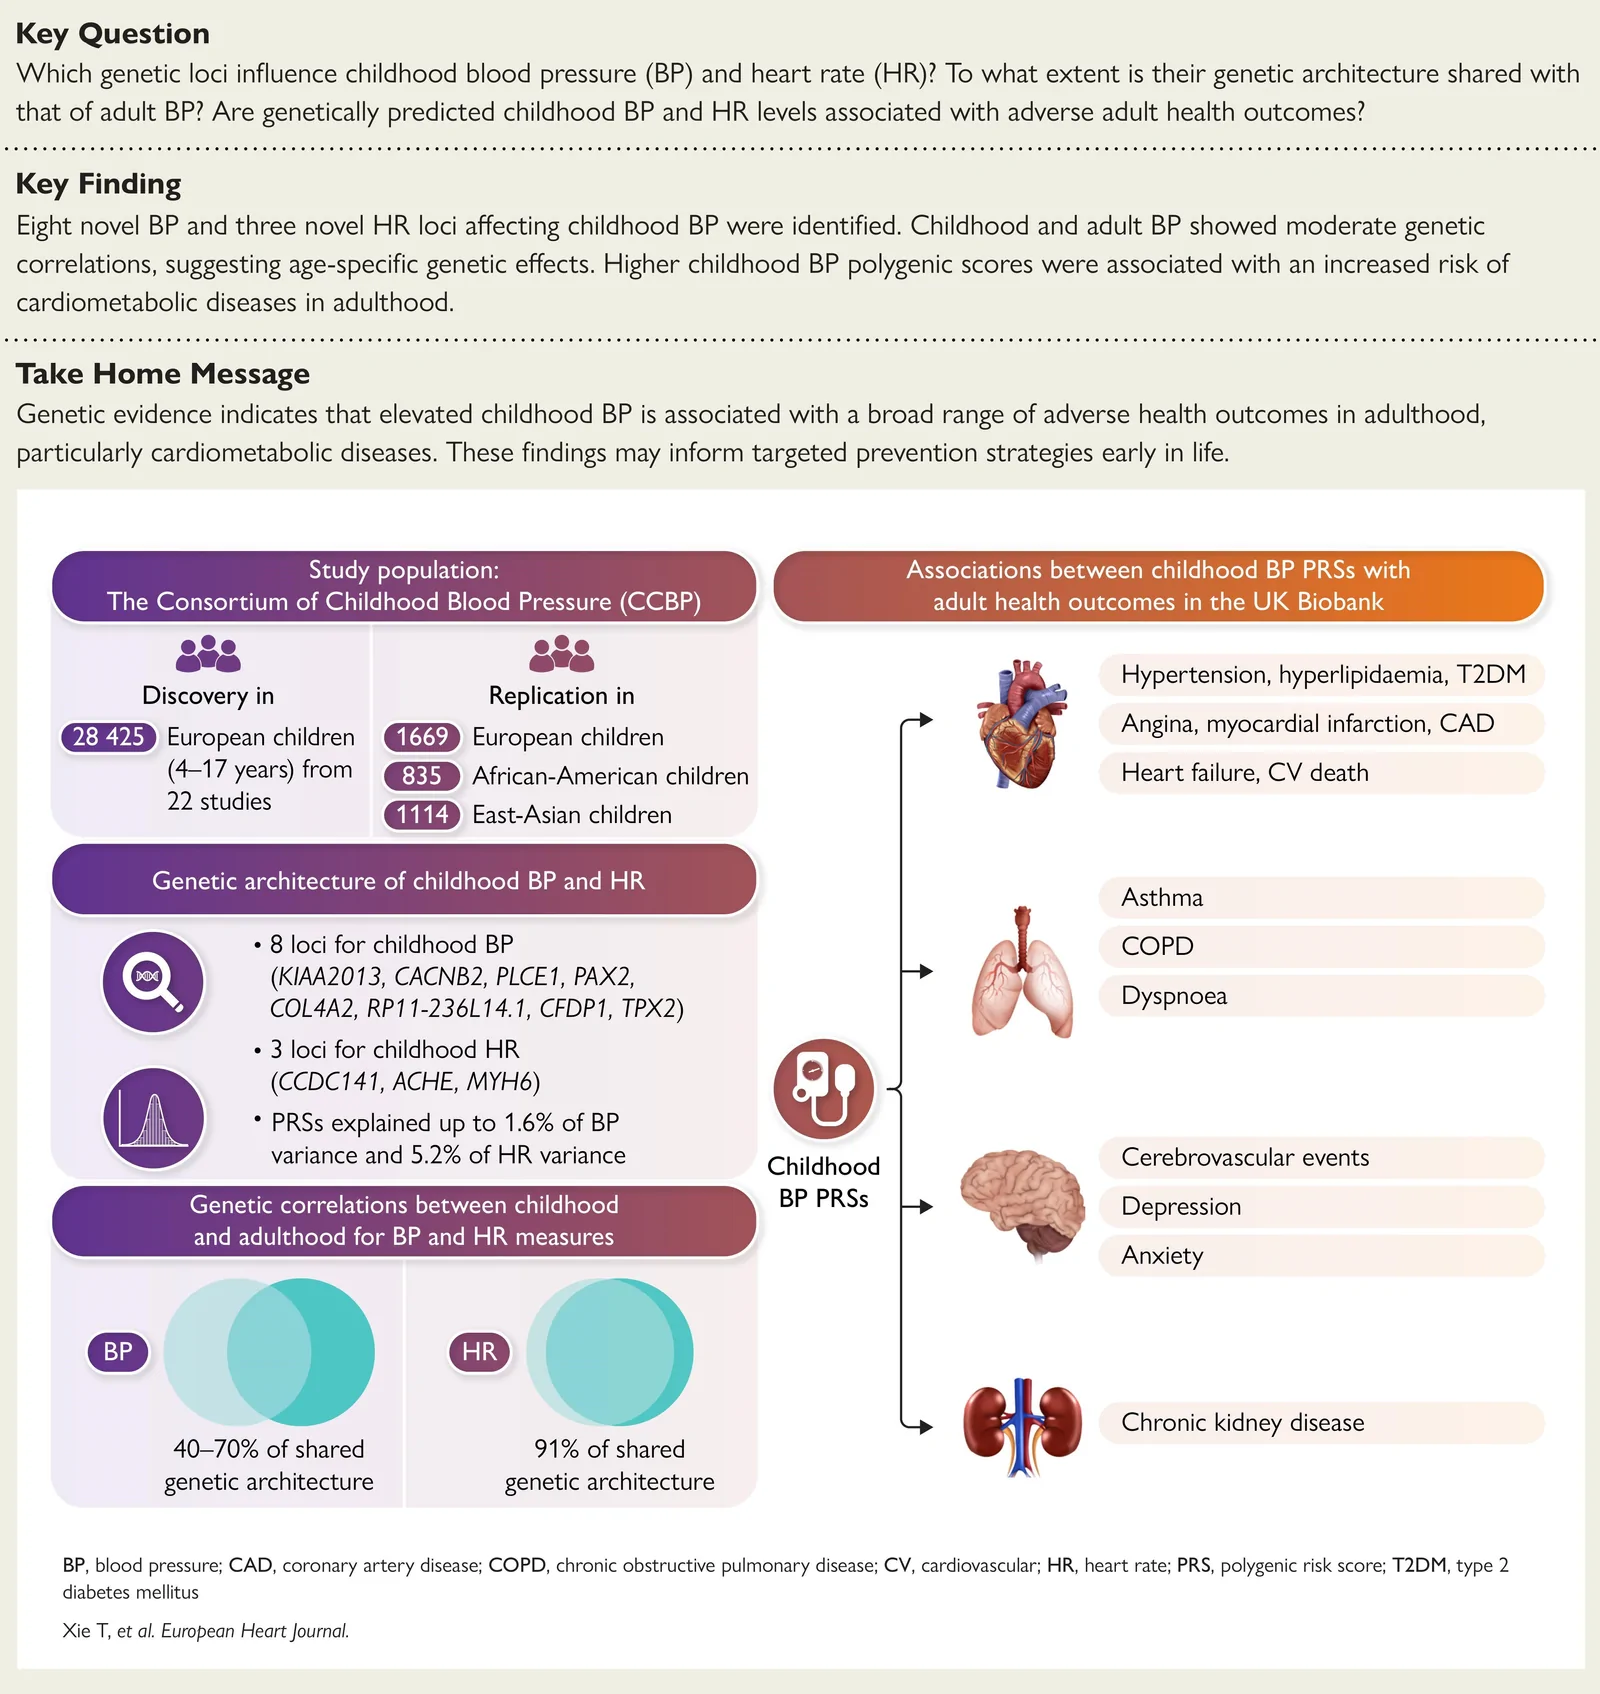 Key Question
Which genetic loci influence childhood blood pressure (BP) and heart rate (HR)? To what extent is their genetic architecture shared with
that of adult BP? Are genetically predicted childhood BP and HR levels associated with adverse adult health outcomes?
Key Finding
Eight novel BP and three novel HR loci affecting childhood BP were identified. Childhood and adult BP showed moderate genetic
correlations, suggesting age-specific genetic effects. Higher childhood BP polygenic scores were associated with an increased risk of
cardiometabolic diseases in adulthood.
Take Home Message
Genetic evidence indicates that elevated childhood BP is associated with a broad range of adverse health outcomes in adulthood,
particularly cardiometabolic diseases. These findings may inform targeted prevention strategies early in life.
Study population:
The Consortium of Childhood Blood Pressure (CCBP)
Discovery in
28 425 European children
(4–17 years) from
22 studies
Replication in
1669 European children
835 African-American children
1114 East-Asian children
Genetic architecture of childhood BP and HR
• 8 loci for childhood BP
(KIAA2013, CACNB2, PLCE1, PAX2,
COL4A2, RP11-236L14.1, CFDP1, TPX2)
• 3 loci for childhood HR
(CCDC141, ACHE, MYH6)
• PRSs explained up to 1.6% of BP
variance and 5.2% of HR variance
Genetic correlations between childhood
and adulthood for BP and HR measures
BP
40–70% of shared
genetic architecture
HR
91% of shared
genetic architecture
Associations between childhood BP PRSs with
adult health outcomes in the UK Biobank
Childhood
BP PRSs
Hypertension, hyperlipidaemia, T2DM
Angina, myocardial infarction, CAD
Heart failure, CV death
Asthma
COPD
Dyspnoea
Cerebrovascular events
Depression
Anxiety
Chronic kidney disease
BP, blood pressure; CAD, coronary artery disease; COPD, chronic obstructive pulmonary disease; CV, cardiovascular; HR, heart rate; PRS, polygenic risk score; T2DM, type 2
diabetes mellitus
Xie T, et al. European Heart Journal.